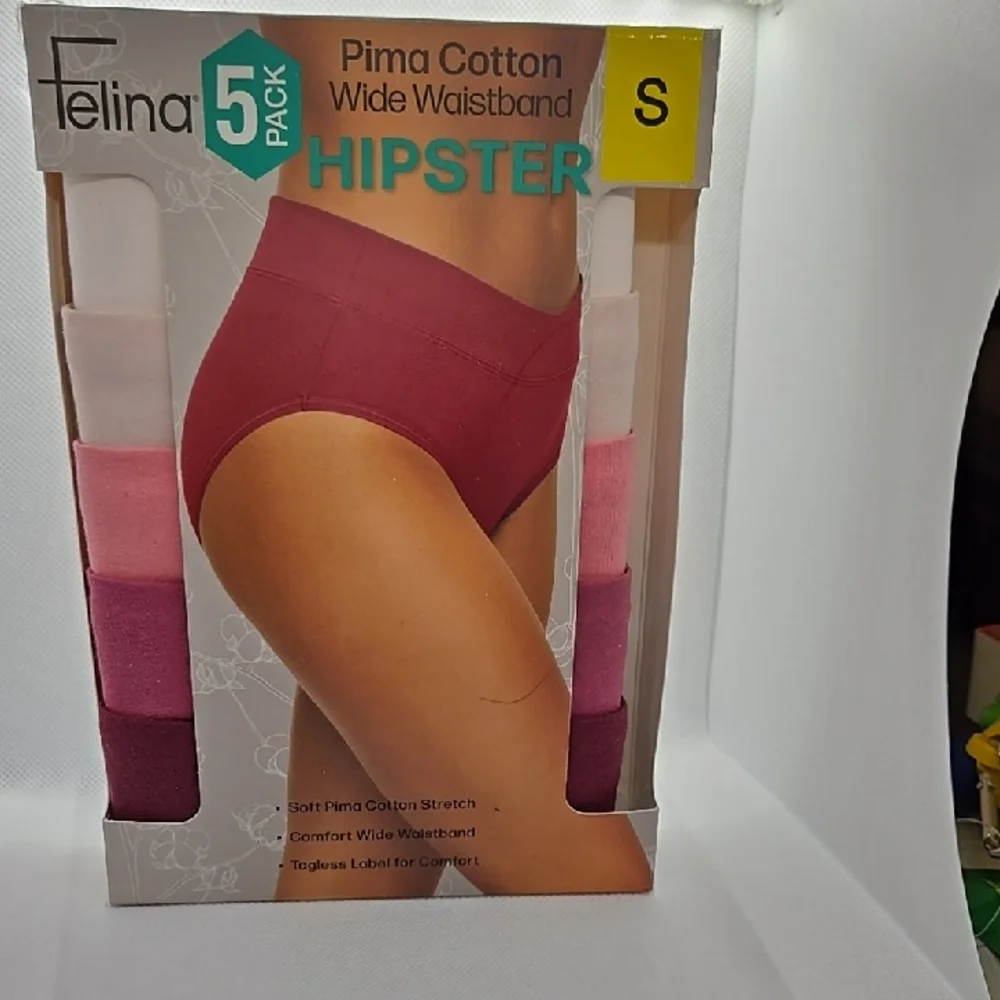 Felina
5
PACK
Pima Cotton
Wide Waistband
HIPSTER
S
• Soft Pima Cotton Stretch
• Comfort Wide Waistband
• Tagless Label for Comfort